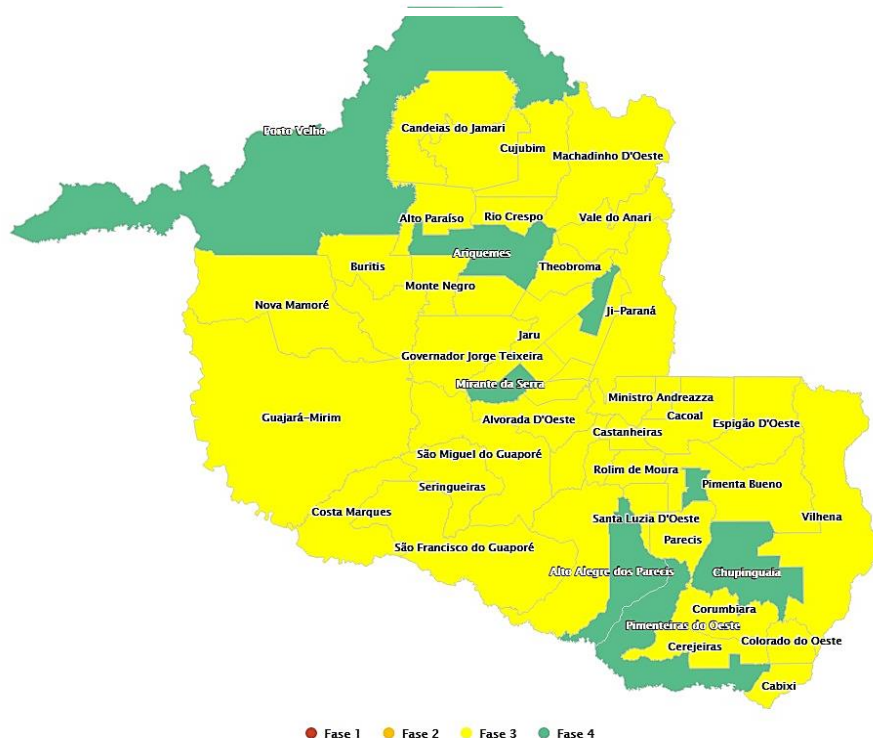 Porto Velho
Candeias do Jamari
Cujubim
Machadinho D'Oeste
Alto Paraíso
Rio Crespo
Vale do Anari
Ariquemes
Buritis
Theobroma
Monte Negro
Nova Mamoré
Ji-Paraná
Jaru
Governador Jorge Teixeira
Mirante da Serra
Ministro Andreazza
Guajará-Mirim
Cacoal
Alvorada D'Oeste
Espigão D'Oeste
Castanheiras
São Miguel do Guaporé
Rolim de Moura
Seringueiras
Pimenta Bueno
Costa Marques
Santa Luzia D'Oeste
Vilhena
Parecis
São Francisco do Guaporé
Alto Alegre dos Parecis
Chupinguaia
Corumbiara
Pimenteiras do Oeste
Cerejeiras
Colorado do Oeste
Cabixi
Fase 1 Fase 2 Fase 3 Fase 4